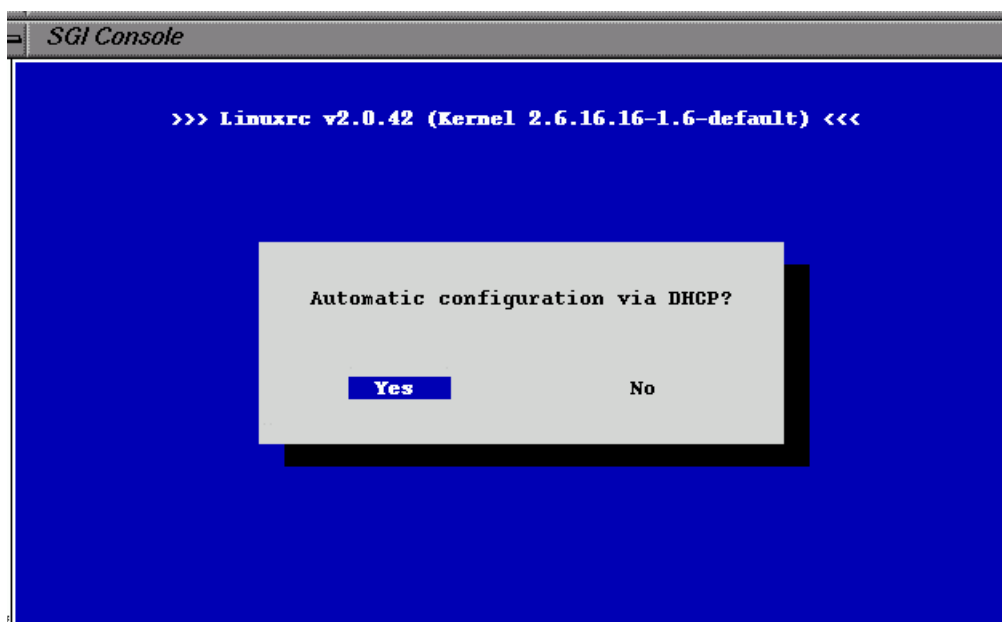 SGI Console
>>> Linuxrc v2.0.42 (Kernel 2.6.16.16-1.6-default) <<<
Automatic configuration via DHCP?
Yes No